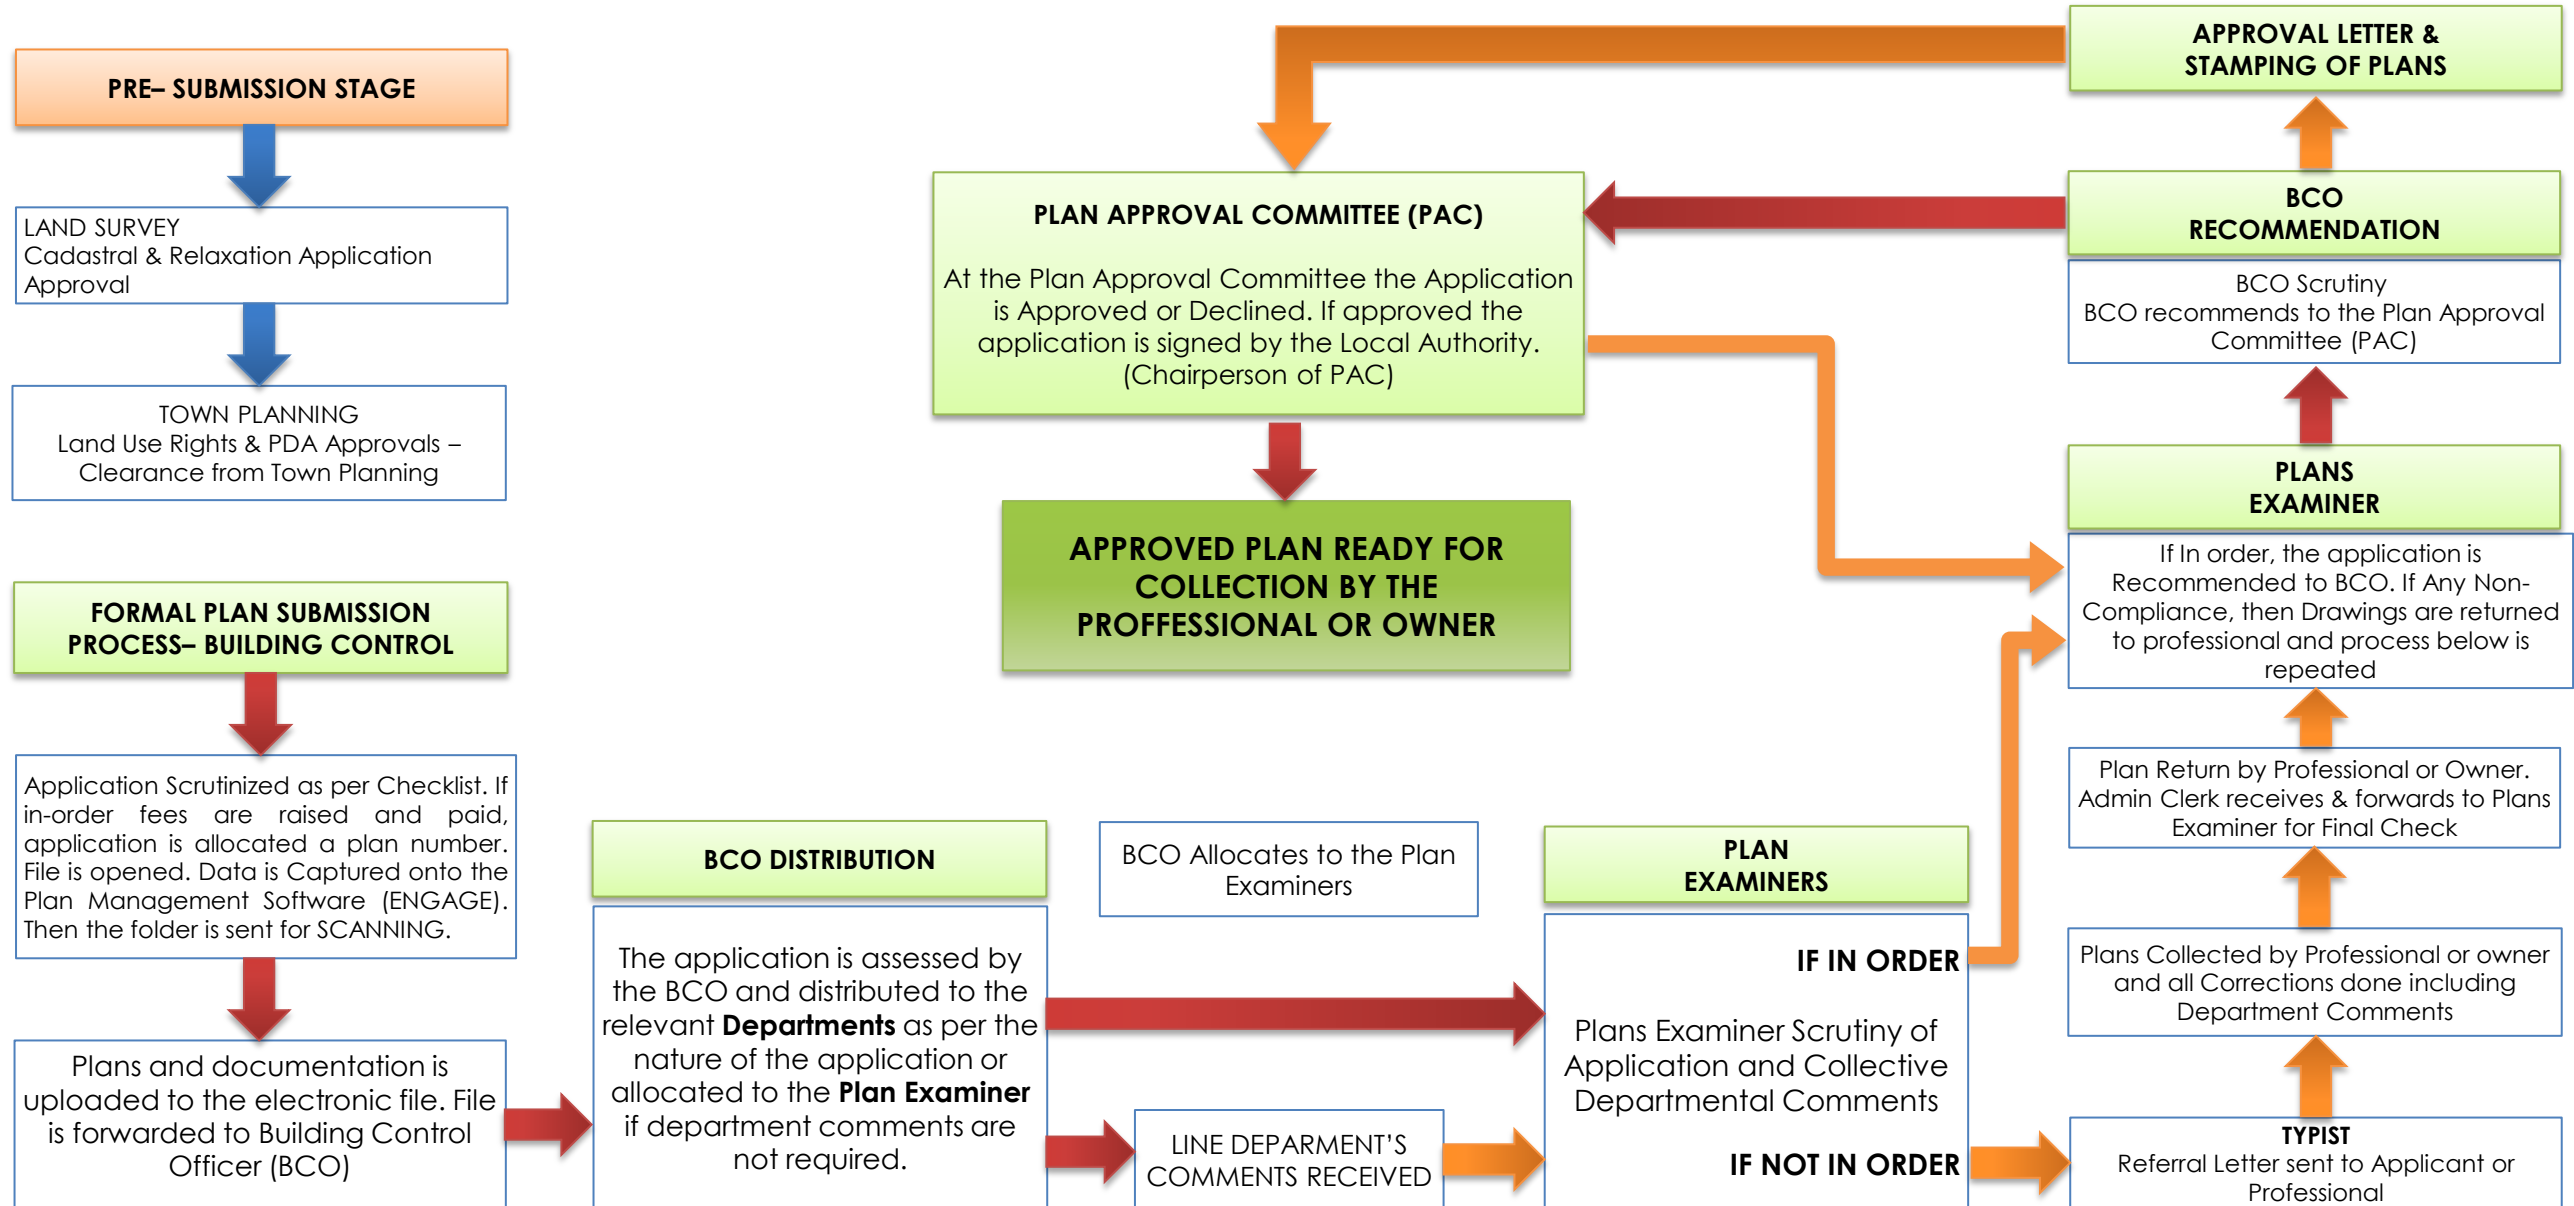 PRE– SUBMISSION STAGE
LAND SURVEY
Cadastral & Relaxation Application
Approval
TOWN PLANNING
Land Use Rights & PDA Approvals –
Clearance from Town Planning
FORMAL PLAN SUBMISSION
PROCESS– BUILDING CONTROL
Application Scrutinized as per Checklist. If
in-order fees are raised and paid,
application is allocated a plan number.
File is opened. Data is Captured onto the
Plan Management Software (ENGAGE).
Then the folder is sent for SCANNING.
Plans and documentation is
uploaded to the electronic file. File
is forwarded to Building Control
Officer (BCO)
BCO DISTRIBUTION
The application is assessed by
the BCO and distributed to the
relevant Departments as per the
nature of the application or
allocated to the Plan Examiner
if department comments are
not required.
BCO Allocates to the Plan
Examiners
LINE DEPARMENT’S
COMMENTS RECEIVED
PLAN
EXAMINERS
IF IN ORDER
Plans Examiner Scrutiny of
Application and Collective
Departmental Comments
IF NOT IN ORDER
TYPIST
Referral Letter sent to Applicant or
Professional
Plans Collected by Professional or owner
and all Corrections done including
Department Comments
Plan Return by Professional or Owner.
Admin Clerk receives & forwards to Plans
Examiner for Final Check
PLANS
EXAMINER
If In order, the application is
Recommended to BCO. If Any Non-
Compliance, then Drawings are returned
to professional and process below is
repeated
BCO
RECOMMENDATION
BCO Scrutiny
BCO recommends to the Plan Approval
Committee (PAC)
APPROVAL LETTER &
STAMPING OF PLANS
PLAN APPROVAL COMMITTEE (PAC)
At the Plan Approval Committee the Application
is Approved or Declined. If approved the
application is signed by the Local Authority.
(Chairperson of PAC)
APPROVED PLAN READY FOR
COLLECTION BY THE
PROFFESSIONAL OR OWNER